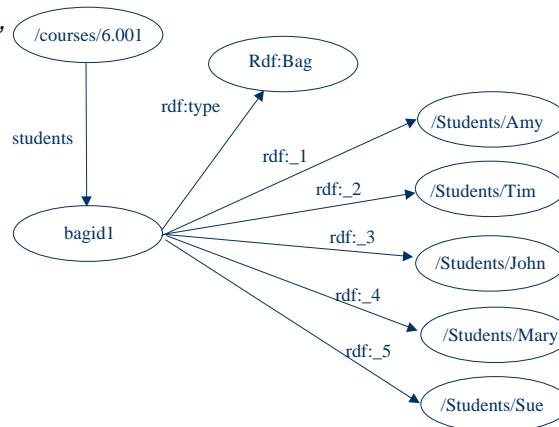 ,
/courses/6.001
Rdf:Bag
rdf:type
students
/Students/Amy
rdf:_1
rdf:_2
/Students/Tim
bagid1
rdf:_3
/Students/John
rdf:_4
/Students/Mary
rdf:_5
/Students/Sue